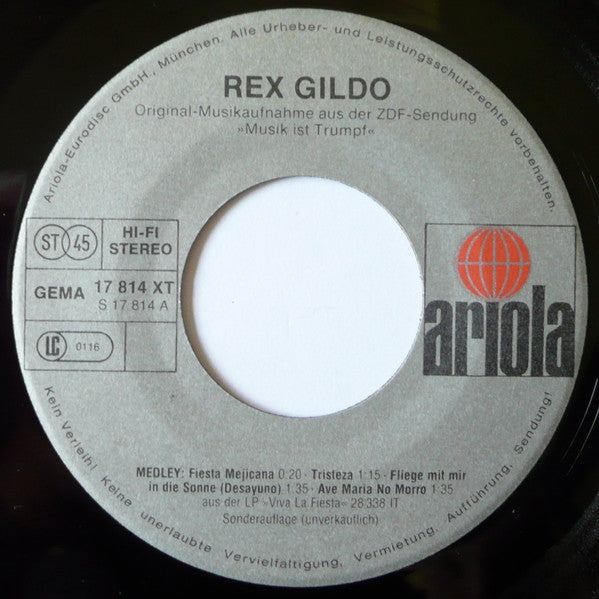 Ariola-Eurodisc GmbH., München. Alle Urheber- und Leistungsschutzrechte vorbehalten.
REX GILDO
Original-Musikaufnahme aus der ZDF-Sendung
»Musik ist Trumpf«
ST 45
HI-FI
STEREO
GEMA 17 814 XT
S 17 814 A
LC 0116
ariola
MEDLEY: Fiesta Mejicana 0:20 · Tristeza 1:15 · Fliege mit mir
in die Sonne (Desayuno) 1:35 · Ave Maria No Morro 1:35
aus der LP »Viva La Fiesta« 28 338 IT
Sonderauflage (unverkäuflich)
Kein Verleih! Keine unerlaubte Vervielfältigung, Vermietung, Aufführung, Sendung!